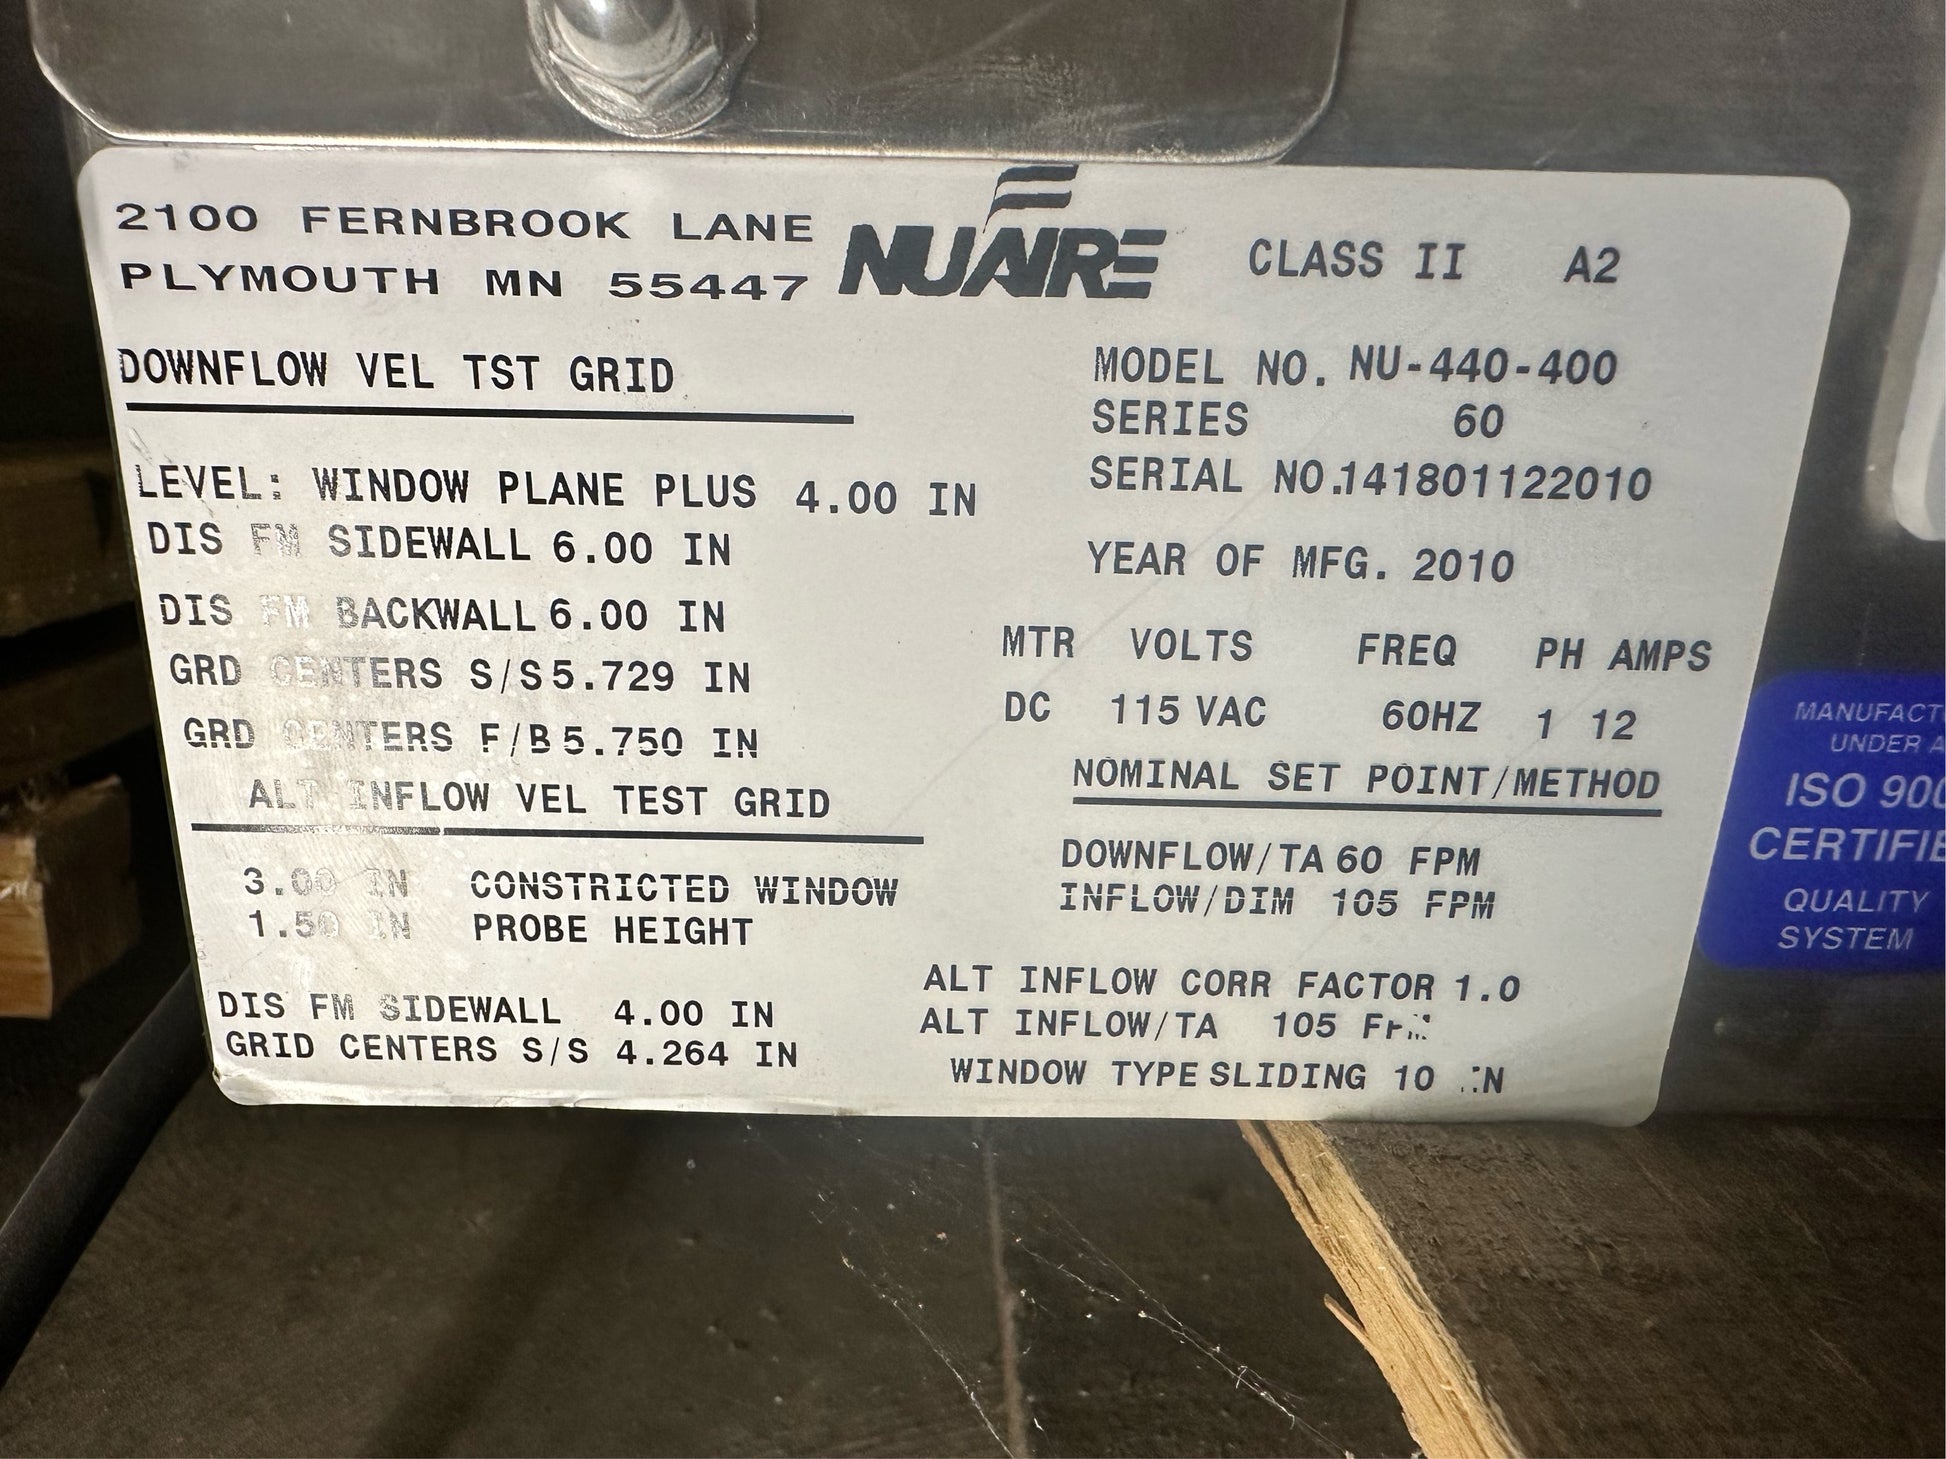 2100 FERNBROOK LANE
PLYMOUTH MN 55447
NUAIRE
CLASS II A2
DOWNFLOW VEL TST GRID
LEVEL: WINDOW PLANE PLUS 4.00 IN
DIS FM SIDEWALL 6.00 IN
DIS FM BACKWALL 6.00 IN
GRD CENTERS S/S 5.729 IN
GRD CENTERS F/B 5.750 IN
ALT INFLOW VEL TEST GRID
3.00 IN CONSTRICTED WINDOW
1.50 IN PROBE HEIGHT
DIS FM SIDEWALL 4.00 IN
GRID CENTERS S/S 4.264 IN
MODEL NO. NU-440-400
SERIES 60
SERIAL NO. 141801122010
YEAR OF MFG. 2010
MTR VOLTS FREQ PH AMPS
DC 115 VAC 60HZ 1 12
NOMINAL SET POINT/METHOD
DOWNFLOW/TA 60 FPM
INFLOW/DIM 105 FPM
ALT INFLOW CORR FACTOR 1.0
ALT INFLOW/TA 105 FPM
WINDOW TYPE SLIDING 10 IN
MANUFACT
UNDER A
ISO 900
CERTIFIE
QUALITY
SYSTEM